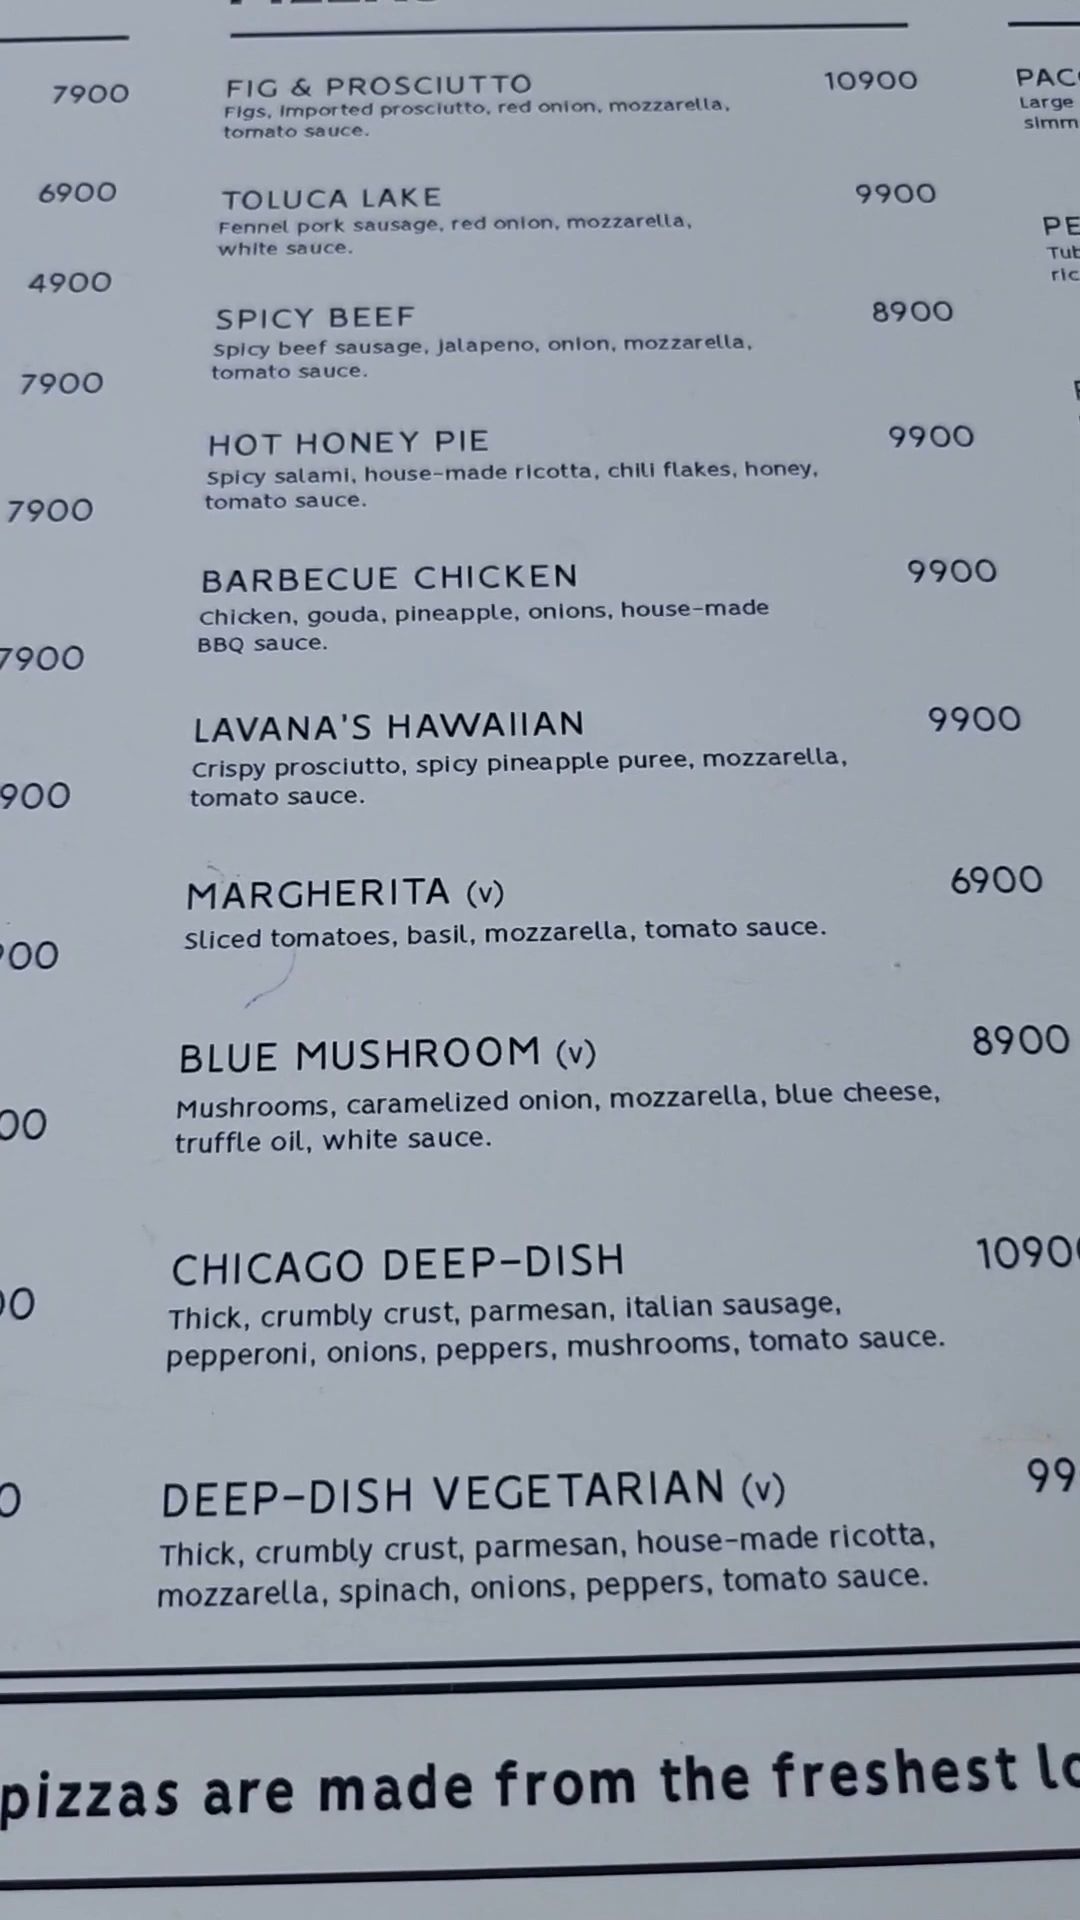 7900
6900
4900
7900
7900
7900
FIG & PROSCIUTTO 10900
Figs, imported prosciutto, red onion, mozzarella,
tomato sauce.
TOLUCA LAKE 9900
Fennel pork sausage, red onion, mozzarella,
white sauce.
SPICY BEEF 8900
Spicy beef sausage, jalapeno, onion, mozzarella,
tomato sauce.
HOT HONEY PIE 9900
Spicy salami, house-made ricotta, chili flakes, honey,
tomato sauce.
BARBECUE CHICKEN 9900
Chicken, gouda, pineapple, onions, house-made
BBQ sauce.
LAVANA'S HAWAIIAN 9900
Crispy prosciutto, spicy pineapple puree, mozzarella,
tomato sauce.
MARGHERITA (v) 6900
Sliced tomatoes, basil, mozzarella, tomato sauce.
BLUE MUSHROOM (v) 8900
Mushrooms, caramelized onion, mozzarella, blue cheese,
truffle oil, white sauce.
CHICAGO DEEP-DISH 10900
Thick, crumbly crust, parmesan, italian sausage,
pepperoni, onions, peppers, mushrooms, tomato sauce.
DEEP-DISH VEGETARIAN (v) 99
Thick, crumbly crust, parmesan, house-made ricotta,
mozzarella, spinach, onions, peppers, tomato sauce.
Large
pizzas are made from the freshest